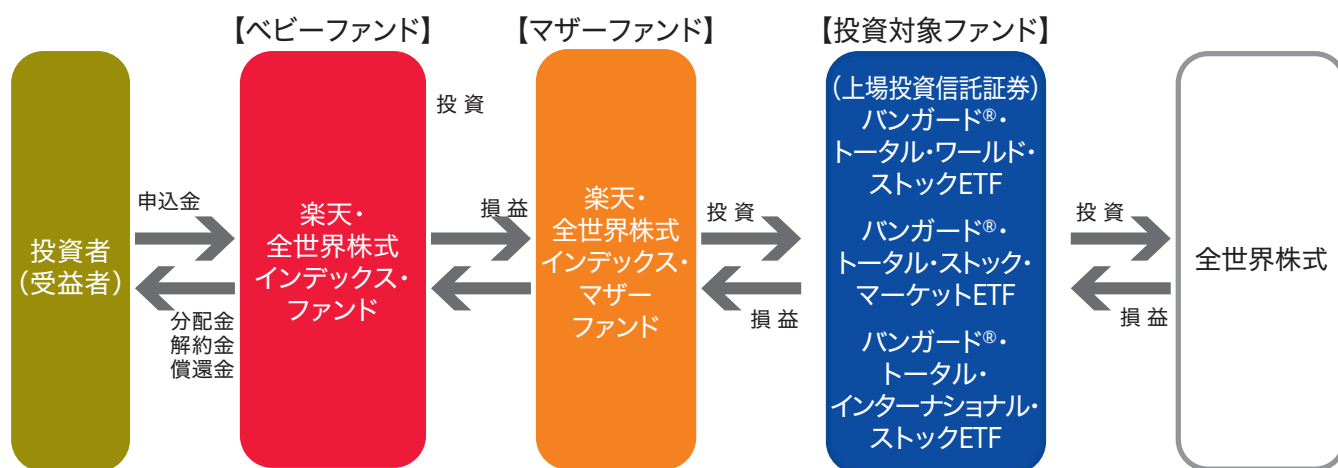 【ベビーファンド】
【マザーファンド】
【投資対象ファンド】
投資者
(受益者)
申込金
分配金
解約金
償還金
楽天・
全世界株式
インデックス・
ファンド
投 資
損 益
楽天・
全世界株式
インデックス・
マザー
ファンド
投 資
損 益
(上場投資信託証券)
バンガード®・
トータル・ワールド・
ストックETF
バンガード®・
トータル・ストック・
マーケットETF
バンガード®・
トータル・
インターナショナル・
ストックETF
投 資
損 益
全世界株式